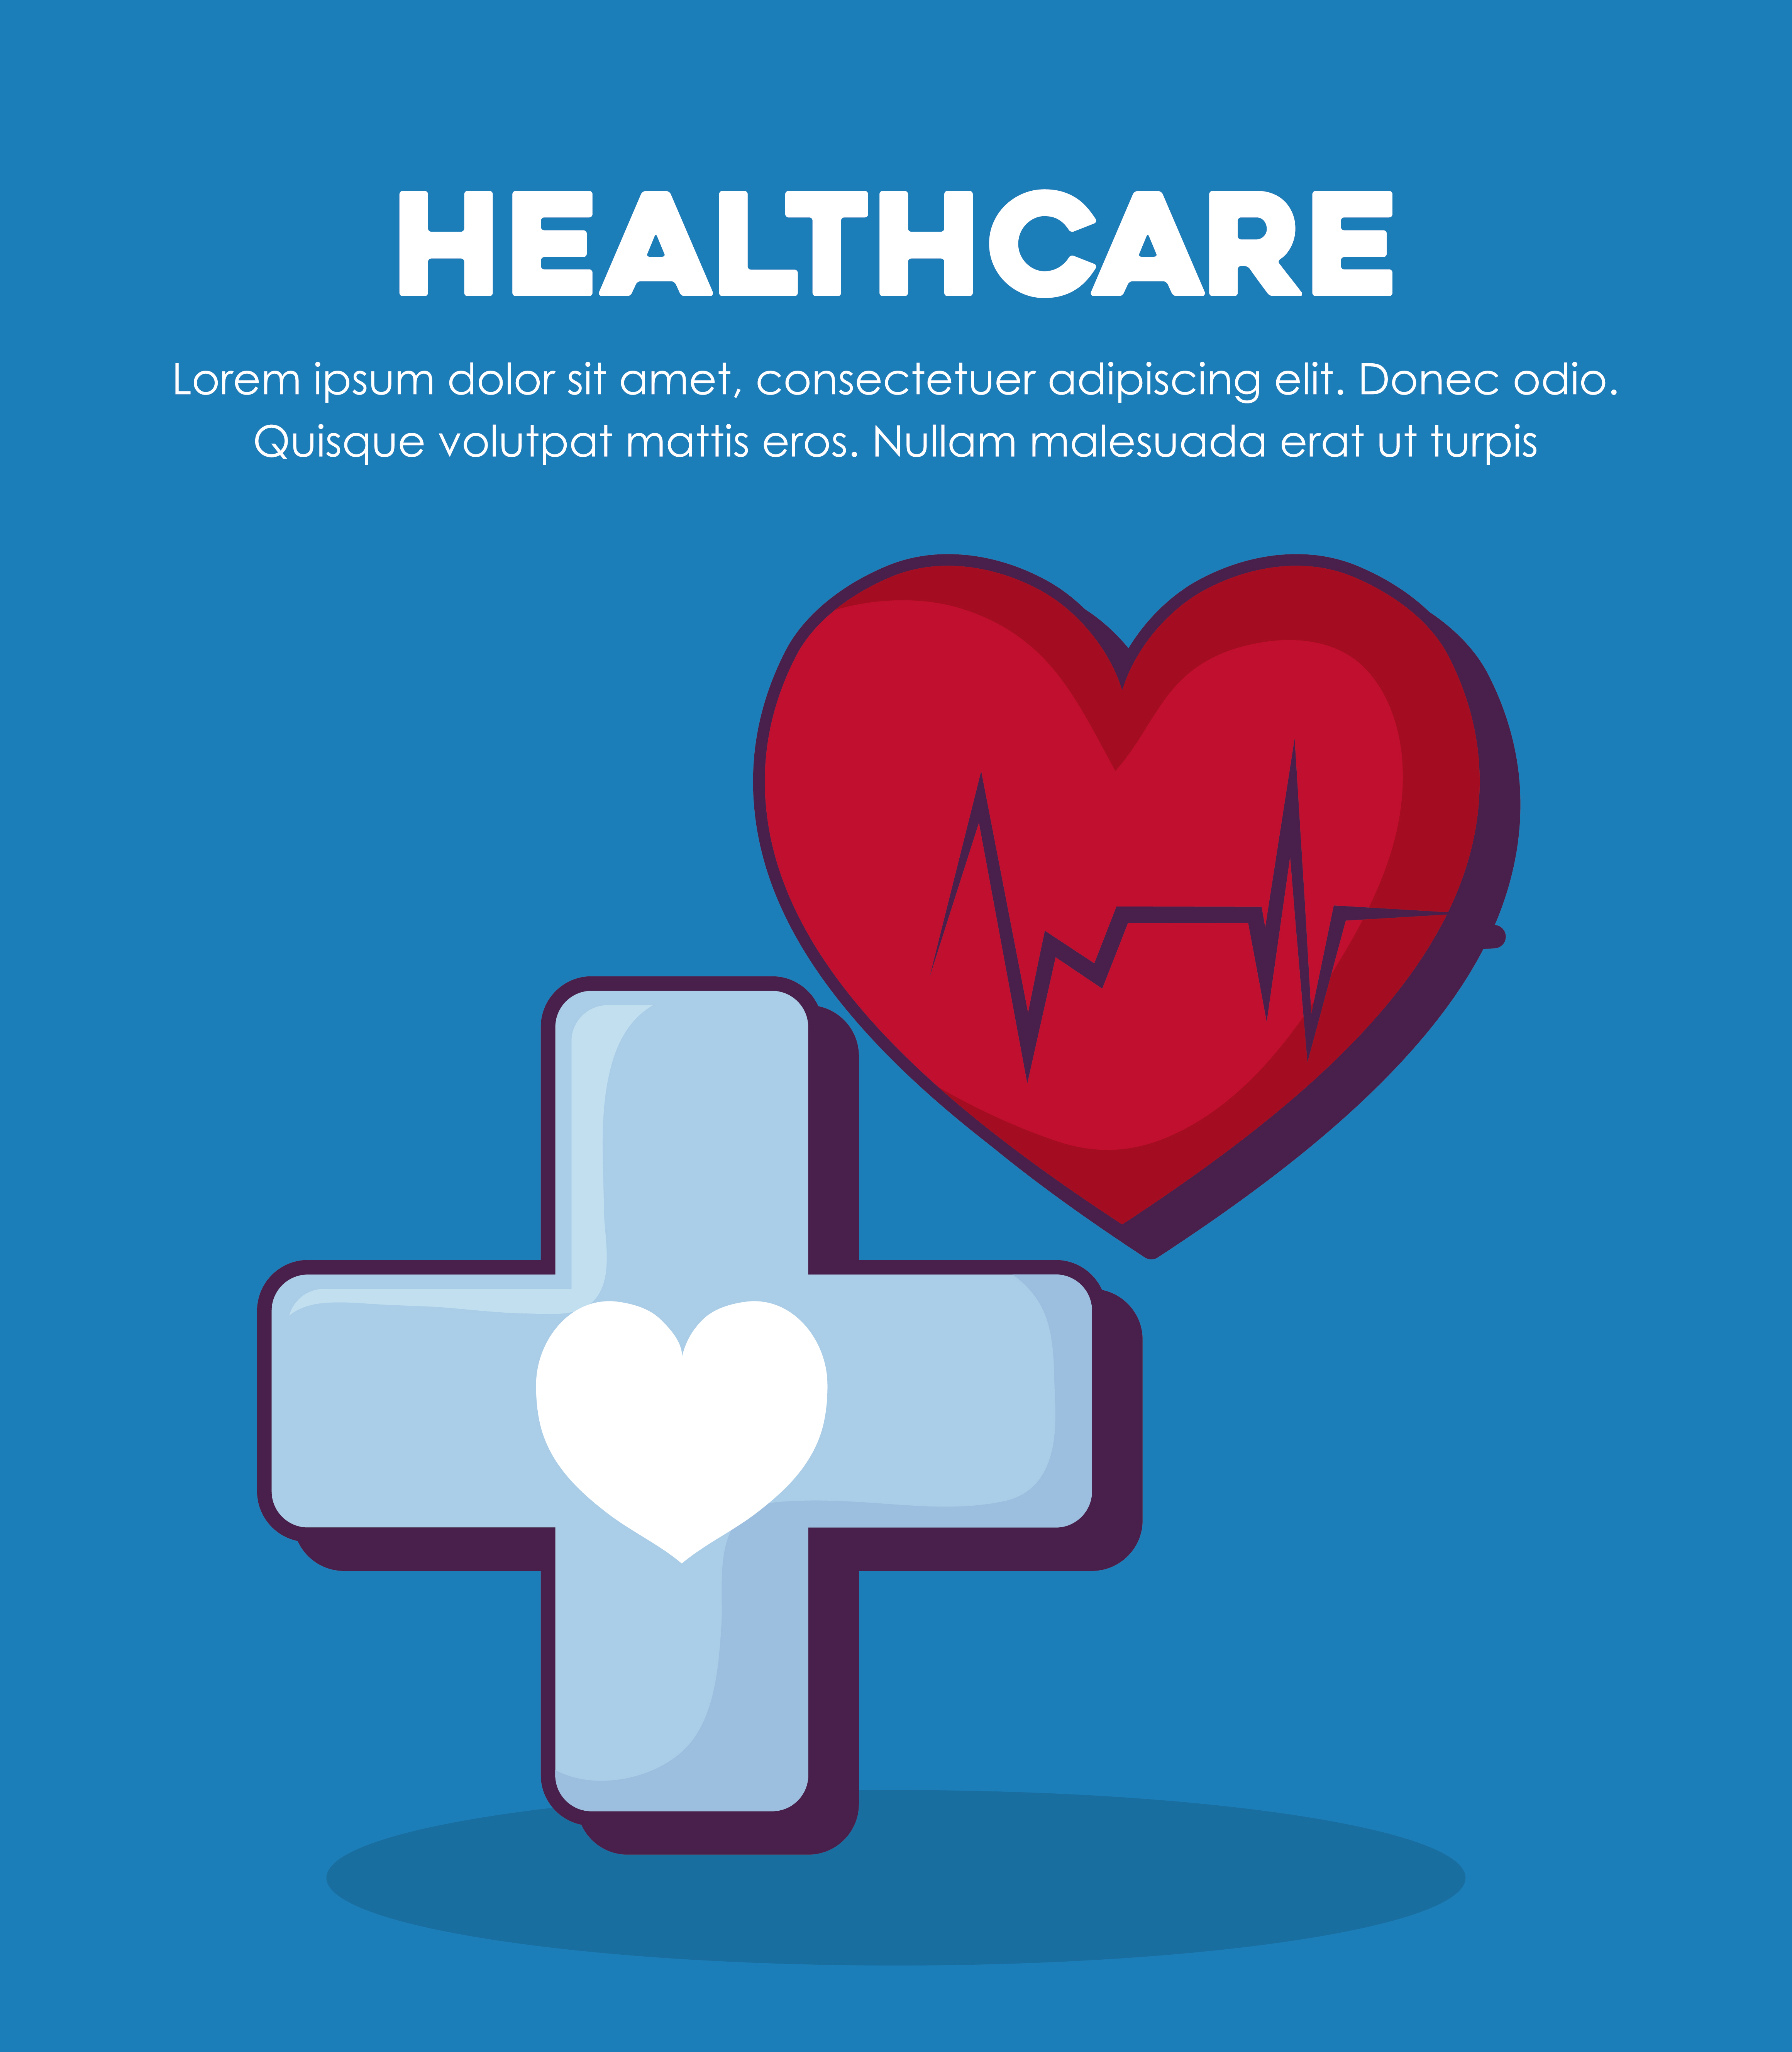 HEALTHCARE
Lorem ipsum dolor sit amet, consectetuer adipiscing elit. Donec odio.
Quisque volutpat mattis eros. Nullam malesuada erat ut turpis